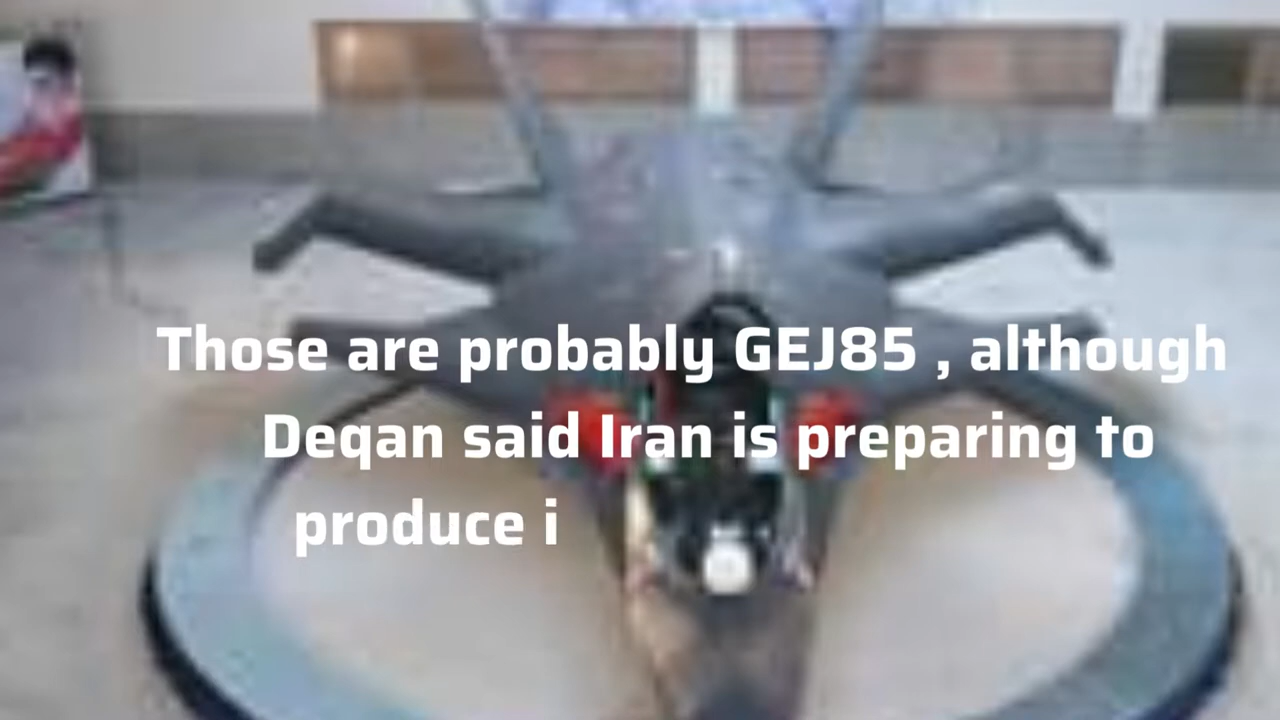 Those are probably GEJ85 , although
Deqan said Iran is preparing to
produce i